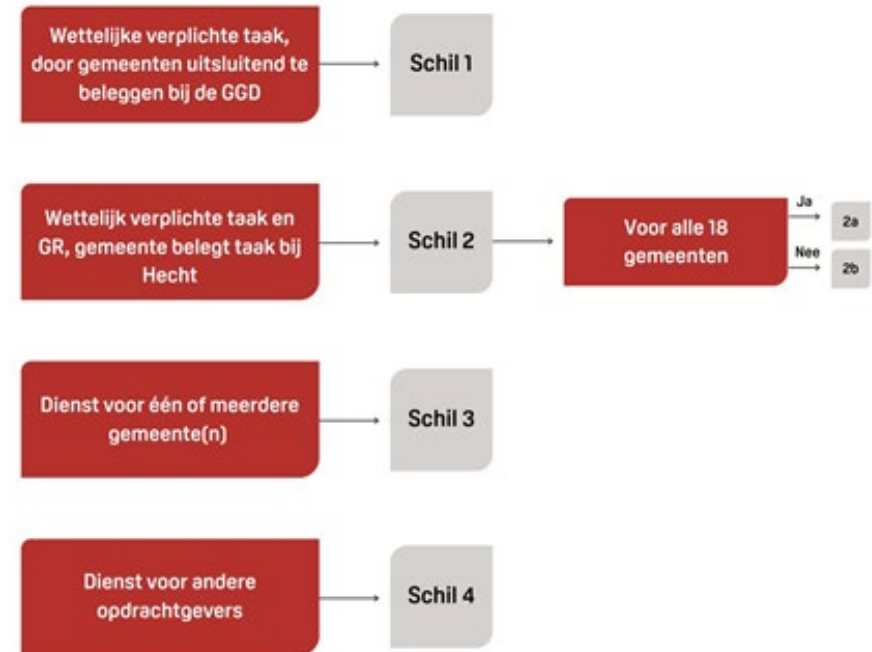 Wettelijke verplichte taak,
door gemeenten uitsluitend te
beleggen bij de GGD
Schil 1
Wettelijk verplichte taak en
GR, gemeente belegt taak bij
Hecht
Schil 2
Voor alle 18
gemeenten
Ja
2a
Nee
2b
Dienst voor één of meerdere
gemeente(n)
Schil 3
Dienst voor andere
opdrachtgevers
Schil 4